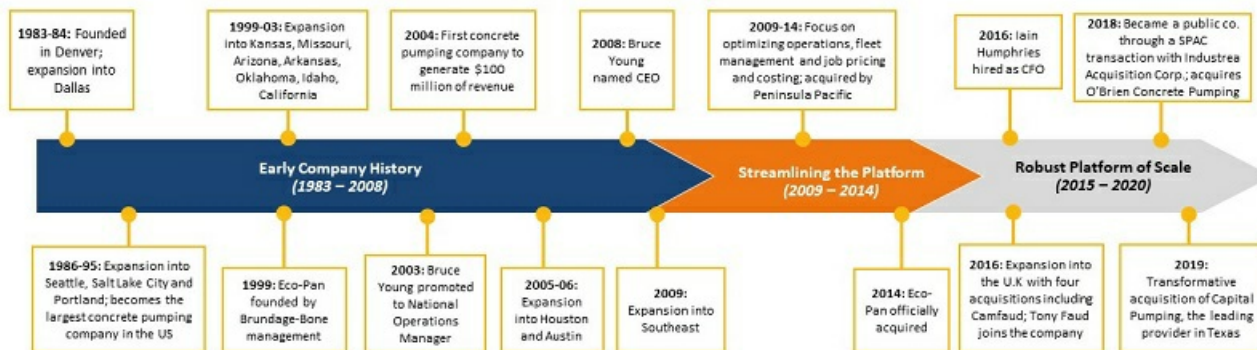 1983-84: Founded
in Denver;
expansion into
Dallas
1999-03: Expansion
into Kansas, Missouri,
Arizona, Arkansas,
Oklahoma, Idaho,
California
2004: First concrete
pumping company to
generate $100
million of revenue
2008: Bruce
Young named CEO
2009-14: Focus on
optimizing operations, fleet
management and job pricing
and costing; acquired by
Peninsula Pacific
2016: Iain
Humphries
hired as CFO
2018: Became a public co.
through a SPAC
transaction with Industrea
Acquisition Corp.; acquires
O'Brien Concrete Pumping
Early Company History
(1983 – 2008)
Streamlining the Platform
(2009 – 2014)
Robust Platform of Scale
(2015 – 2020)
1986-95: Expansion into
Seattle, Salt Lake City and
Portland; becomes the
largest concrete pumping
company in the US
1999: Eco-Pan
founded by
Brundage-Bone
management
2003: Bruce
Young promoted
to National
Operations
Manager
2005-06:
Expansion
into Houston
and Austin
2009:
Expansion into
Southeast
2014: Eco-
Pan officially
acquired
2016: Expansion into
the U.K with four
acquisitions including
Camfaud; Tony Faud
joins the company
2019:
Transformative
acquisition of Capital
Pumping, the leading
provider in Texas